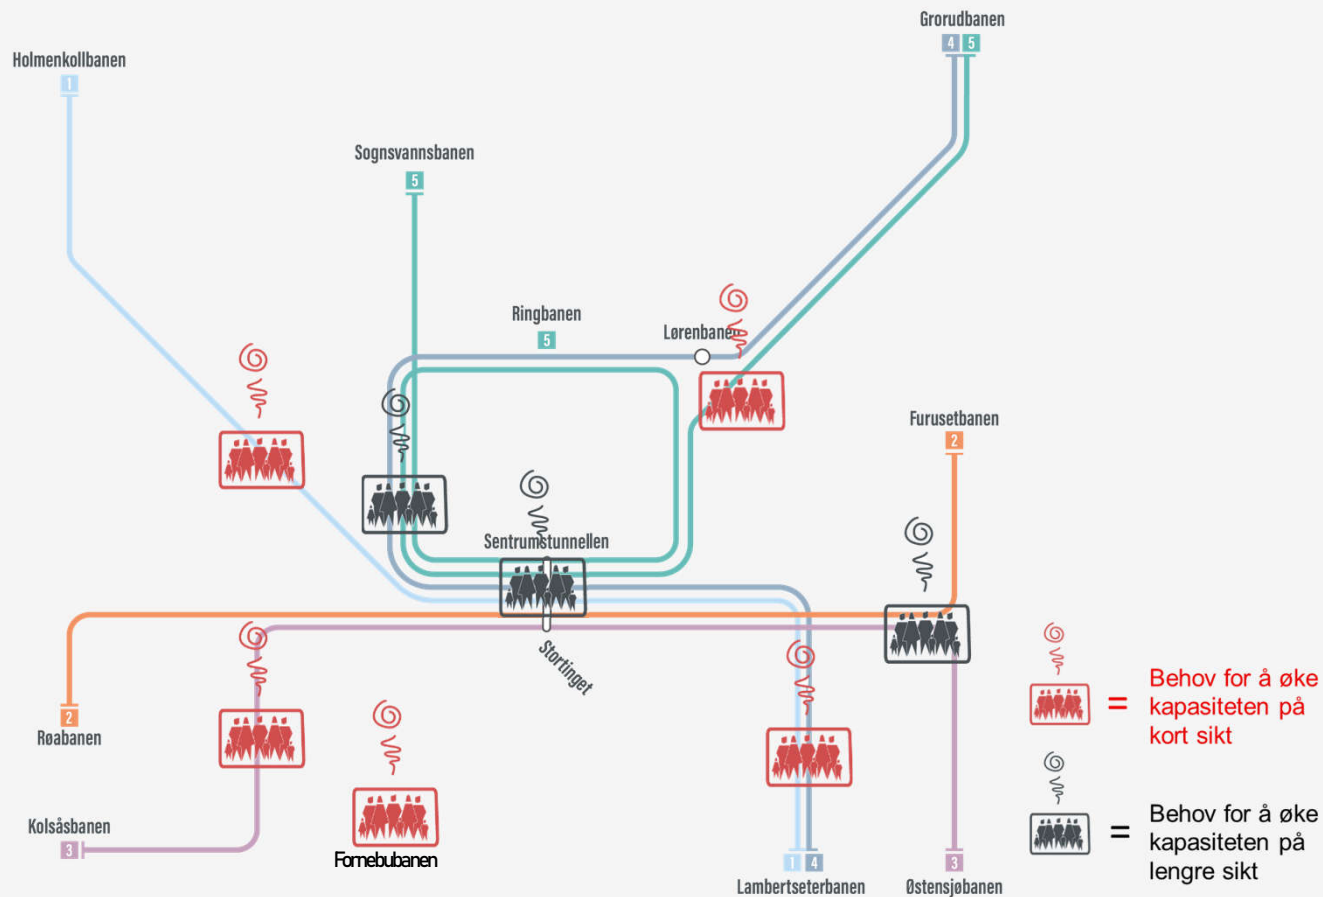 Grorudbanen
4 5
Holmenkollbanen
1
Sognsvannsbanen
5
Ringbanen
5
Lørenbanen
Furusetbanen
2
Sentrumstunnellen
Stortinget
2
Røabanen
Kolsåsbanen
3
Fornebubanen
1 4
Lambertseterbanen
3
Østensjøbanen
= Behov for å øke
kapasiteten på
kort sikt
= Behov for å øke
kapasiteten på
lengre sikt